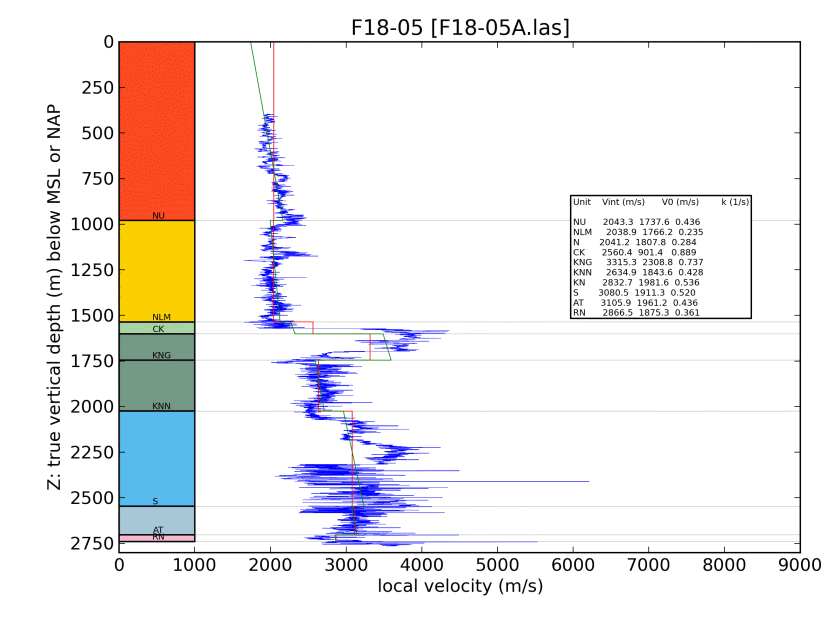 F18-05 [F18-05A.las]
Z: true vertical depth (m) below MSL or NAP
0
250
500
750
1000
1250
1500
1750
2000
2250
2500
2750
NU
NLM
CK
KNG
KNN
S
AT
RN
Unit Vint (m/s) V0 (m/s) k (1/s)
NU 2043.3 1737.6 0.436
NLM 2038.9 1766.2 0.235
N 2041.2 1807.8 0.284
CK 2560.4 901.4 0.889
KNG 3315.3 2308.8 0.737
KNN 2634.9 1843.6 0.428
KN 2832.7 1981.6 0.536
S 3080.5 1911.3 0.520
AT 3105.9 1961.2 0.436
RN 2866.5 1875.3 0.361
0 1000 2000 3000 4000 5000 6000 7000 8000 9000
local velocity (m/s)